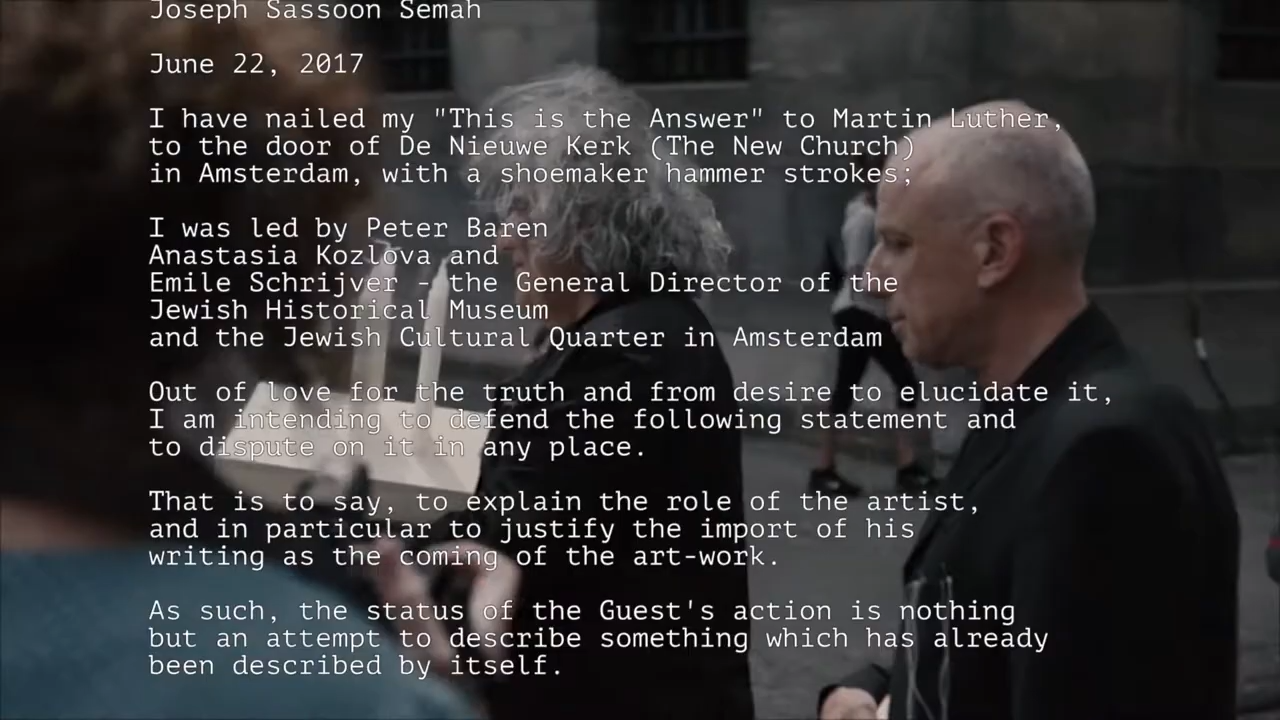 Joseph Sassoon Semah
June 22, 2017
I have nailed my "This is the Answer" to Martin Luther,
to the door of De Nieuwe Kerk (The New Church)
in Amsterdam, with a shoemaker hammer strokes;
I was led by Peter Baren
Anastasia Kozlova and
Emile Schrijver - the General Director of the
Jewish Historical Museum
and the Jewish Cultural Quarter in Amsterdam
Out of love for the truth and from desire to elucidate it,
I am intending to defend the following statement and
to dispute on it in any place.
That is to say, to explain the role of the artist,
and in particular to justify the import of his
writing as the coming of the art-work.
As such, the status of the Guest's action is nothing
but an attempt to describe something which has already
been described by itself.